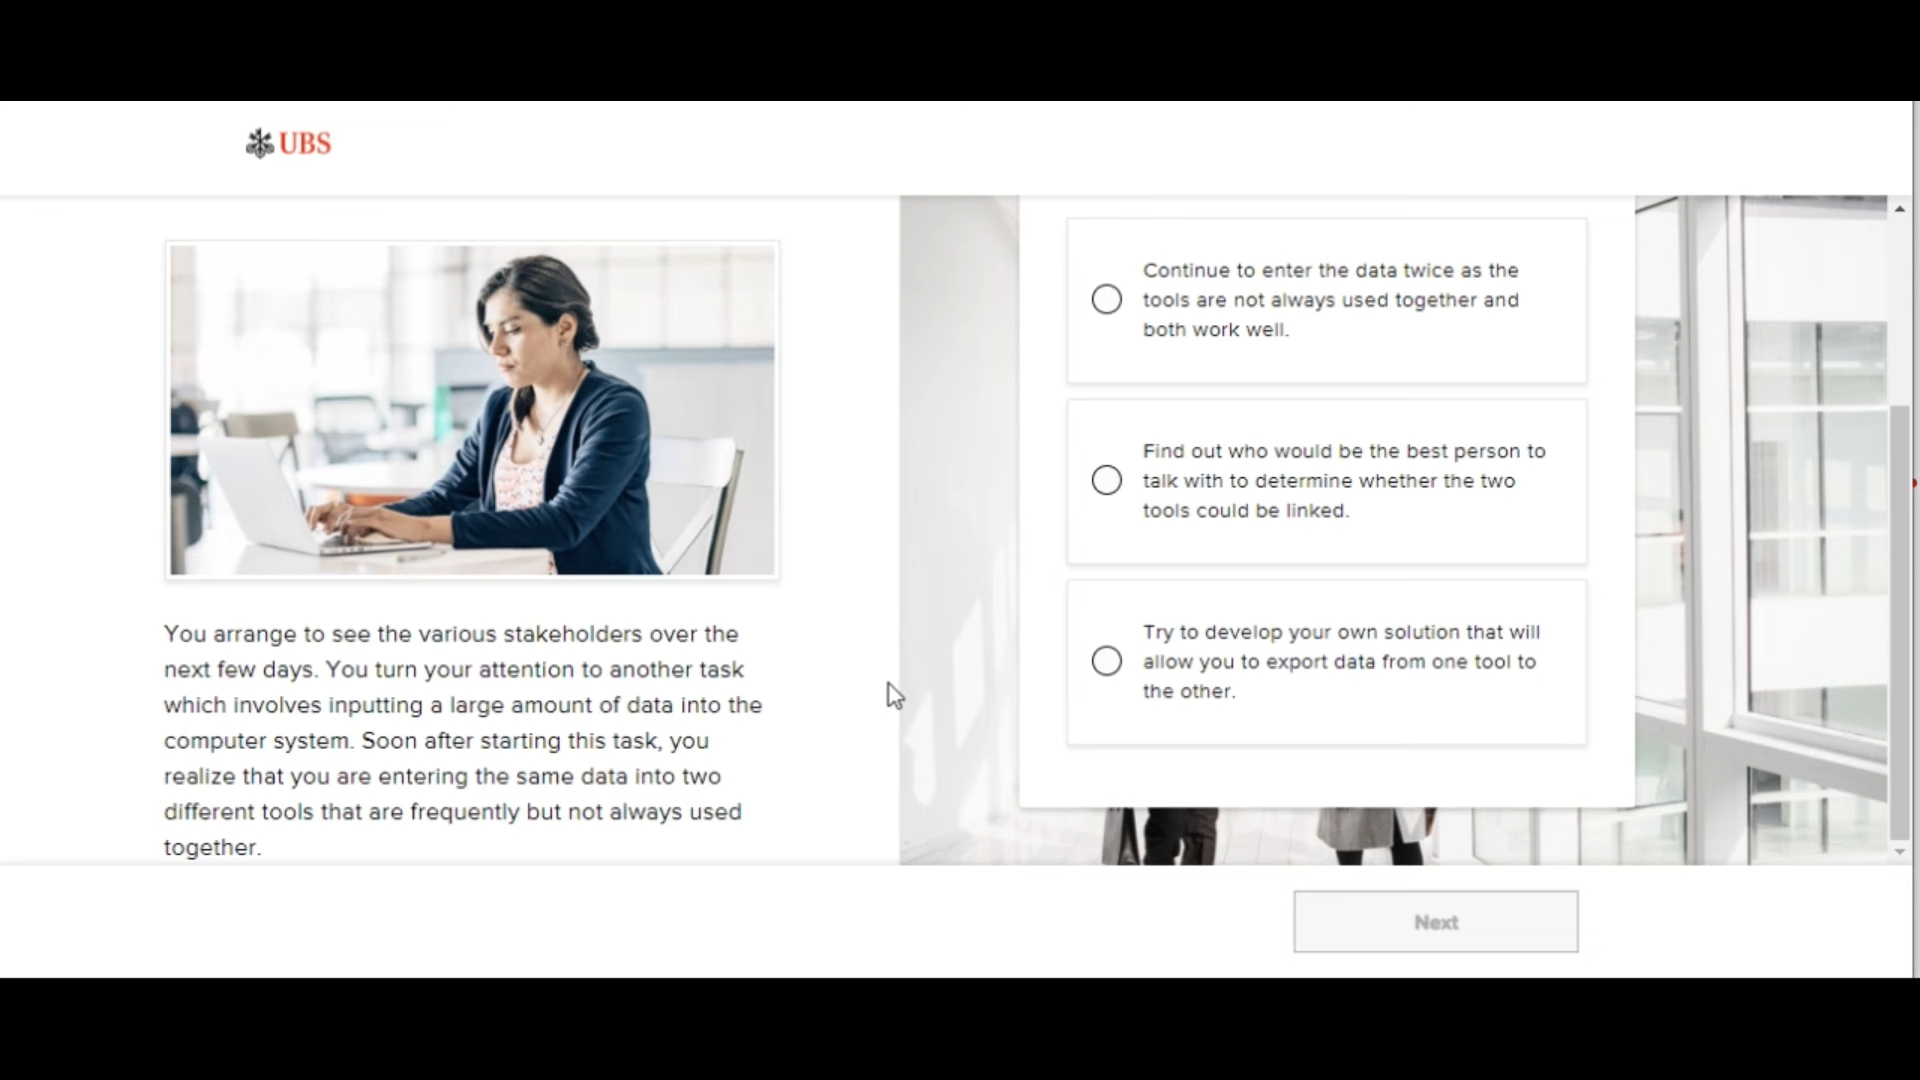 UBS
You arrange to see the various stakeholders over the
next few days. You turn your attention to another task
which involves inputting a large amount of data into the
computer system. Soon after starting this task, you
realize that you are entering the same data into two
different tools that are frequently but not always used
together.
Continue to enter the data twice as the
tools are not always used together and
both work well.
Find out who would be the best person to
talk with to determine whether the two
tools could be linked.
Try to develop your own solution that will
allow you to export data from one tool to
the other.
Next